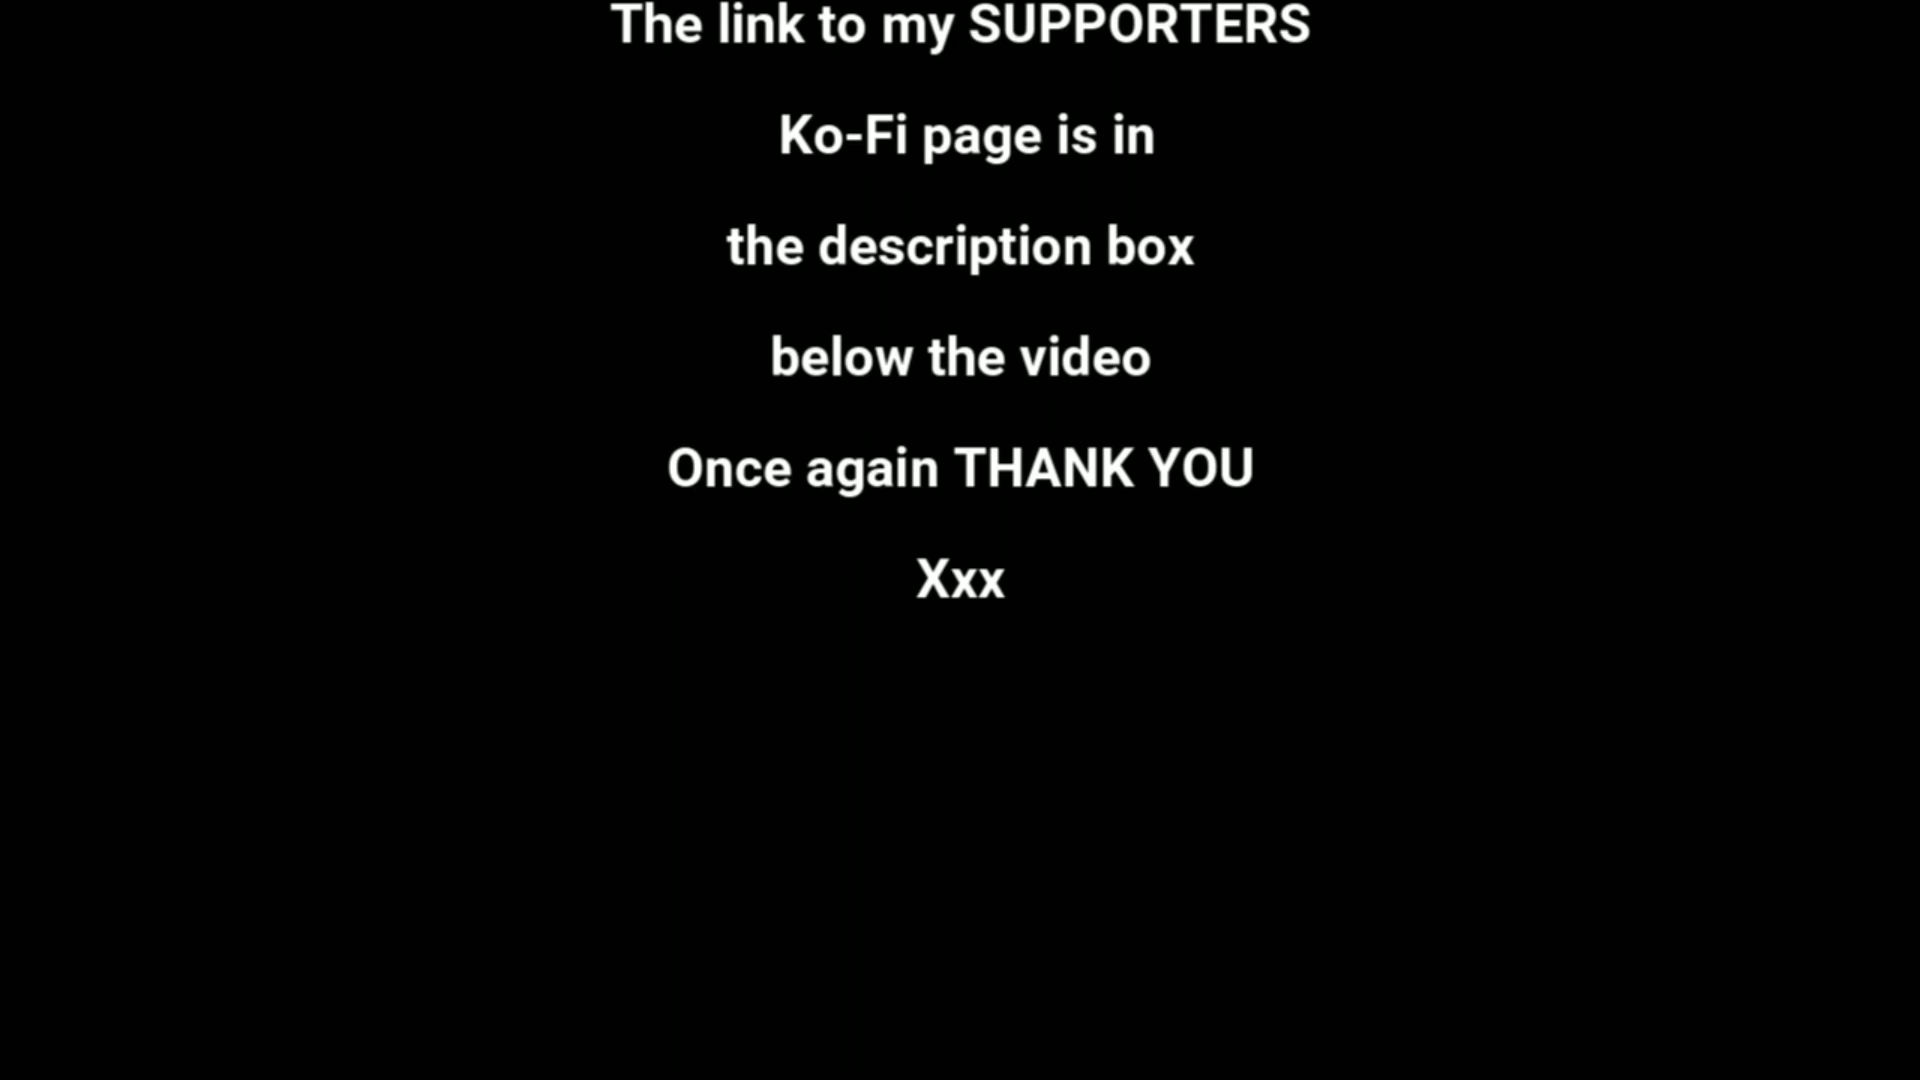 The link to my SUPPORTERS
Ko-Fi page is in
the description box
below the video
Once again THANK YOU
Xxx